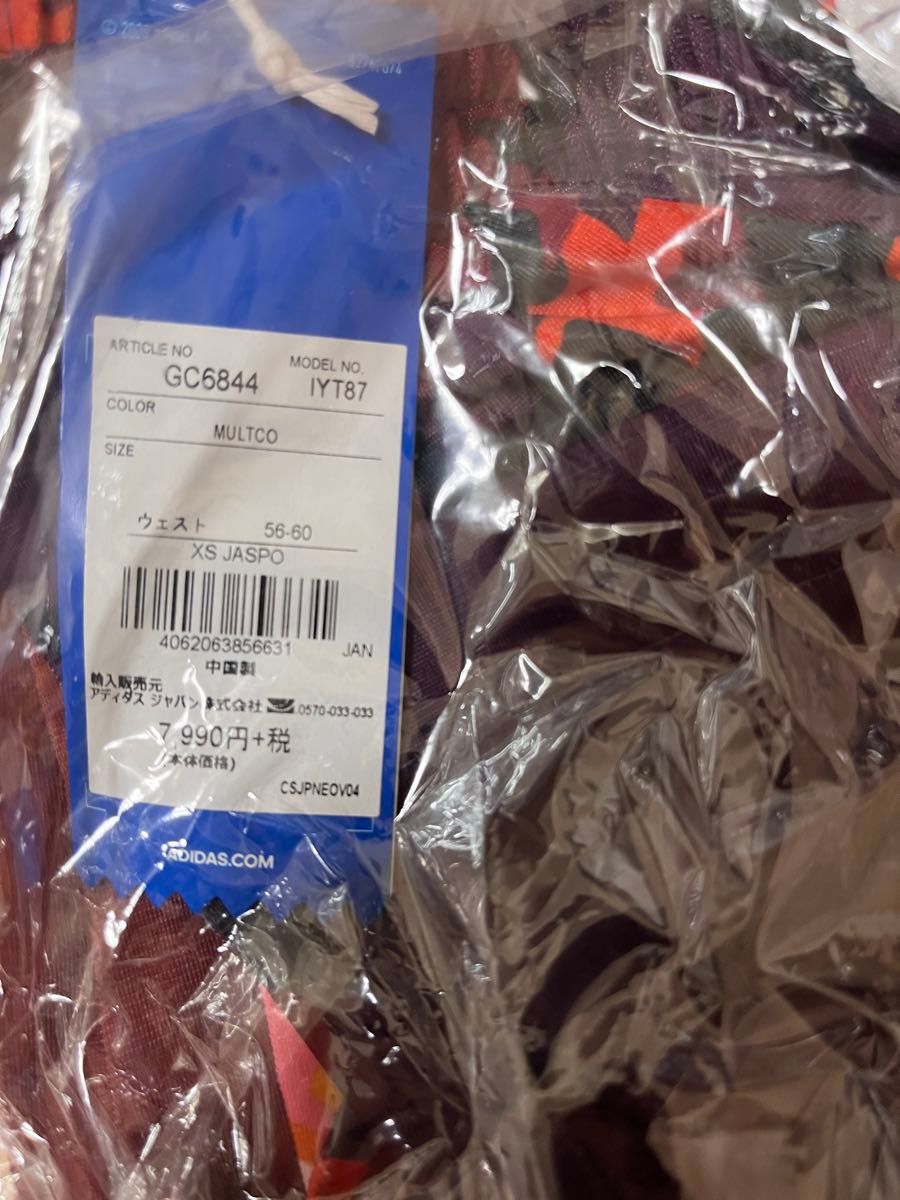 ARTICLE NO
MODEL NO.
GC6844
IYT87
COLOR
MULTCO
SIZE
ウェスト 56-60
XS JASPO
4062063856631 JAN
中国製
輸入販売元
アディダス ジャパン株式会社 0570-033-033
7,990円+税
(本体価格)
CSJPNEOV04
ADIDAS.COM